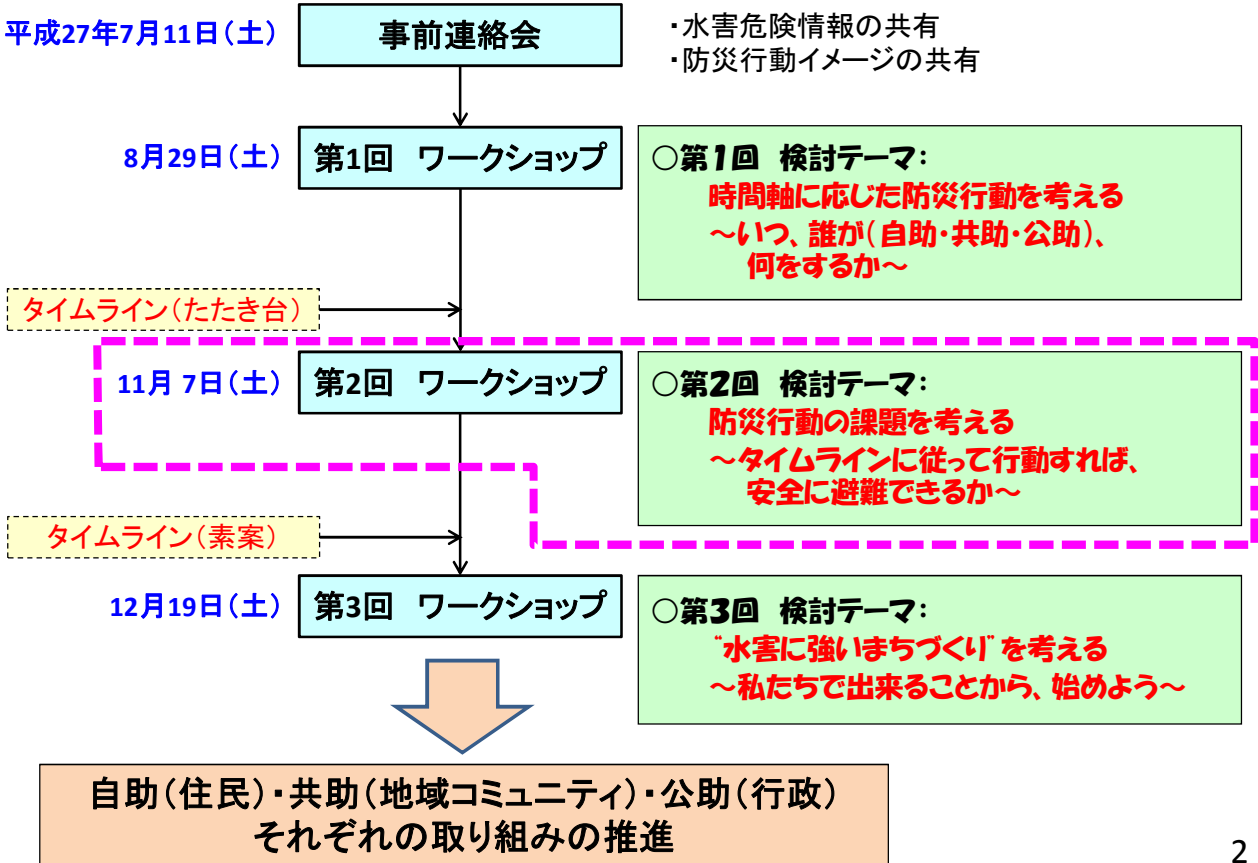 平成27年7月11日（土）
事前連絡会
・水害危険情報の共有
・防災行動イメージの共有
8月29日（土）
第1回　ワークショップ
○第1回　検討テーマ：
時間軸に応じた防災行動を考える
～いつ、誰が（自助・共助・公助）、
何をするか～
タイムライン（たたき台）
11月 7日（土）
第2回　ワークショップ
○第2回　検討テーマ：
防災行動の課題を考える
～タイムラインに従って行動すれば、
安全に避難できるか～
タイムライン（素案）
12月19日（土）
第3回　ワークショップ
○第3回　検討テーマ：
“水害に強いまちづくり”を考える
～私たちで出来ることから、始めよう～
自助（住民）・共助（地域コミュニティ）・公助（行政）
それぞれの取り組みの推進
2